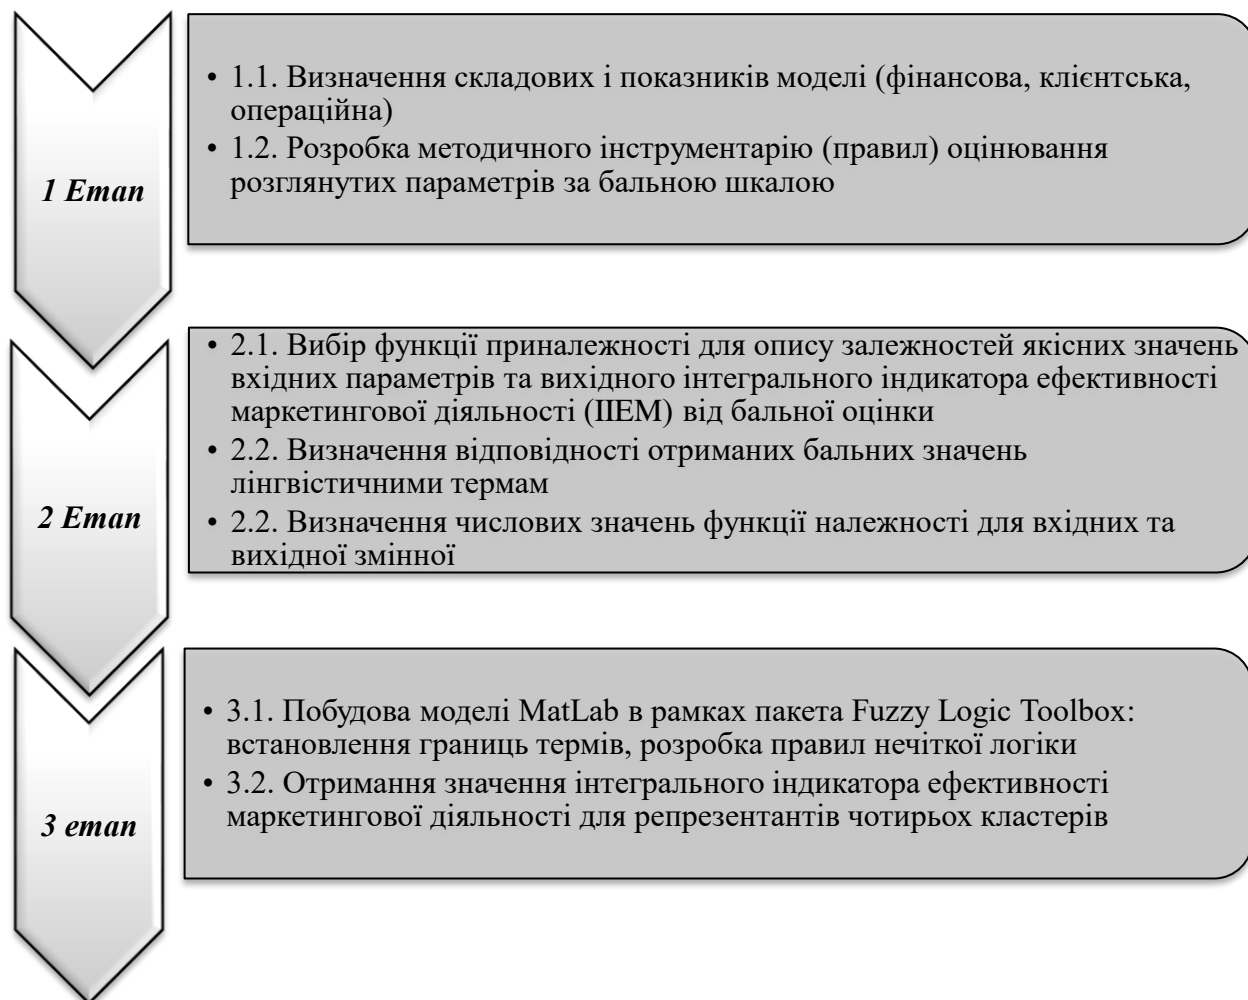 1 Етап
• 1.1. Визначення складових і показників моделі (фінансова, клієнтська,
операційна)
• 1.2. Розробка методичного інструментарію (правил) оцінювання
розглянутих параметрів за бальною шкалою
2 Етап
• 2.1. Вибір функції приналежності для опису залежностей якісних значень
вхідних параметрів та вихідного інтегрального індикатора ефективності
маркетингової діяльності (ІІЕМ) від бальної оцінки
• 2.2. Визначення відповідності отриманих бальних значень
лінгвістичними термам
• 2.2. Визначення числових значень функції належності для вхідних та
вихідної змінної
3 етап
• 3.1. Побудова моделі MatLab в рамках пакета Fuzzy Logic Toolbox:
встановлення границь термів, розробка правил нечіткої логіки
• 3.2. Отримання значення інтегрального індикатора ефективності
маркетингової діяльності для репрезентантів чотирьох кластерів